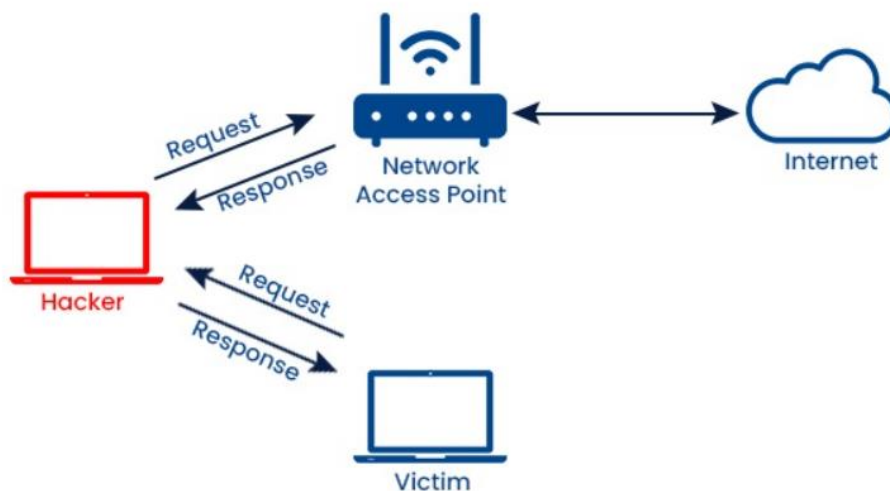 Request
Response
Network
Access Point
Internet
Hacker
Request
Response
Victim